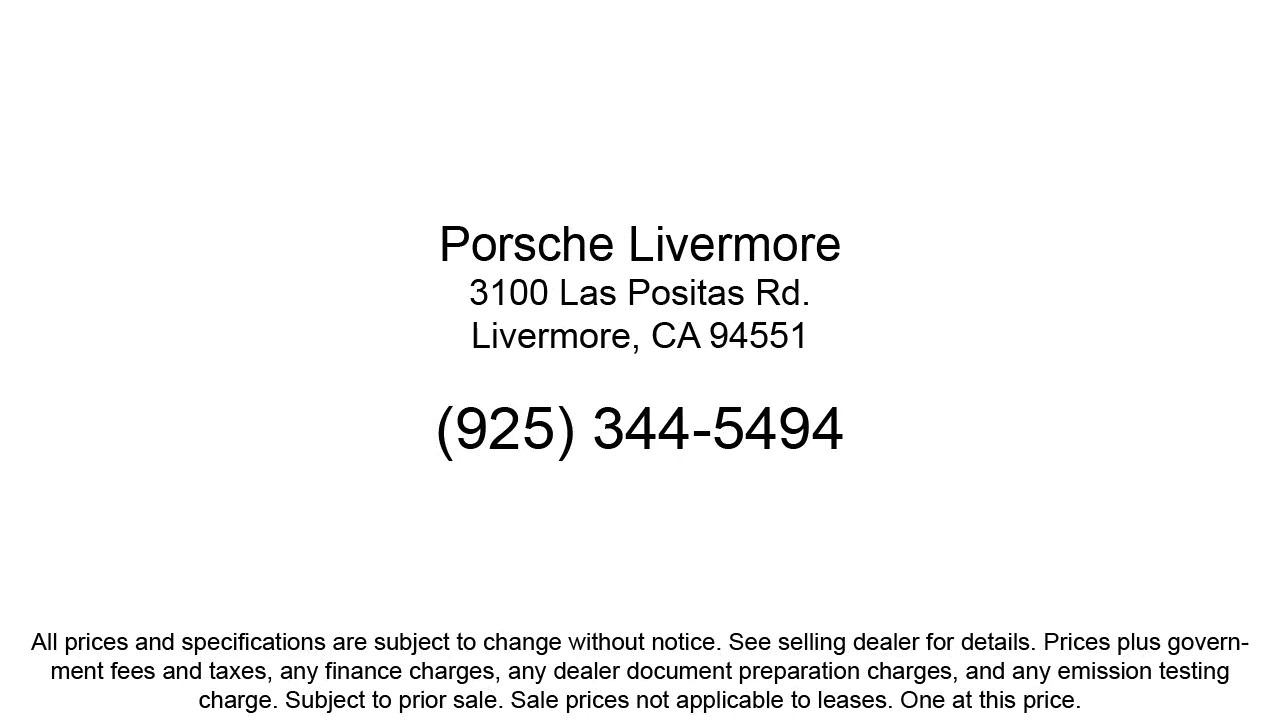 Porsche Livermore
3100 Las Positas Rd.
Livermore, CA 94551
(925) 344-5494
All prices and specifications are subject to change without notice. See selling dealer for details. Prices plus govern-
ment fees and taxes, any finance charges, any dealer document preparation charges, and any emission testing
charge. Subject to prior sale. Sale prices not applicable to leases. One at this price.